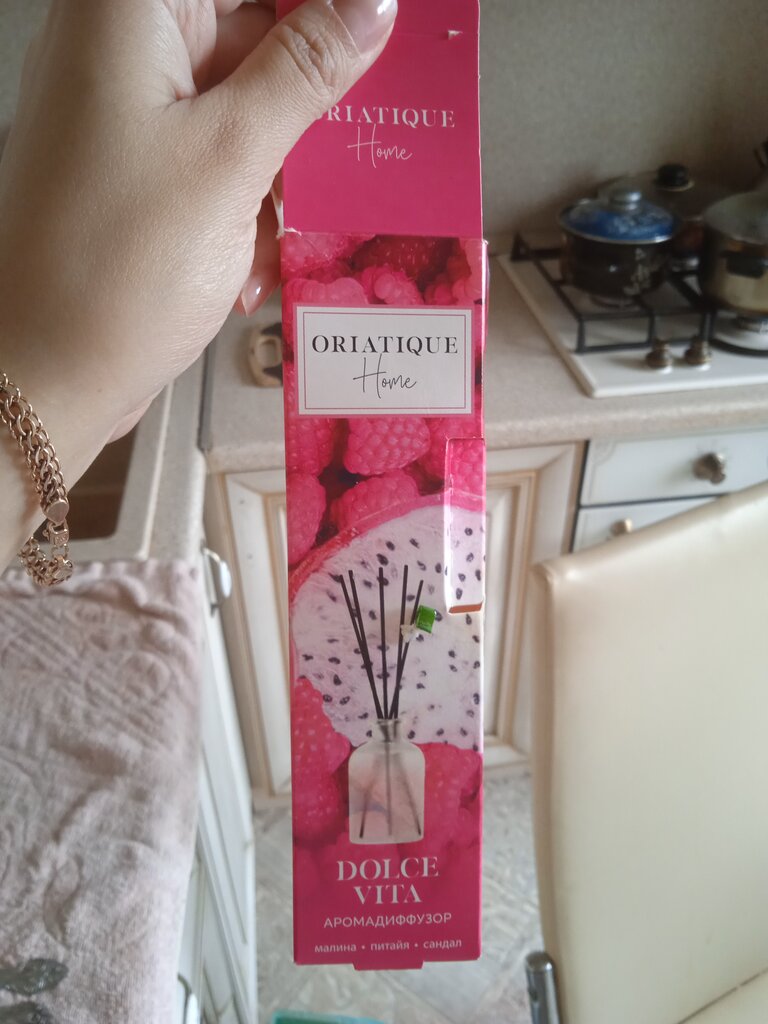 ORIATIQUE
Home
ORIATIQUE
Home
DOLCE
VITA
АРОМАДИФФУЗОР
малина • питайя • сандал